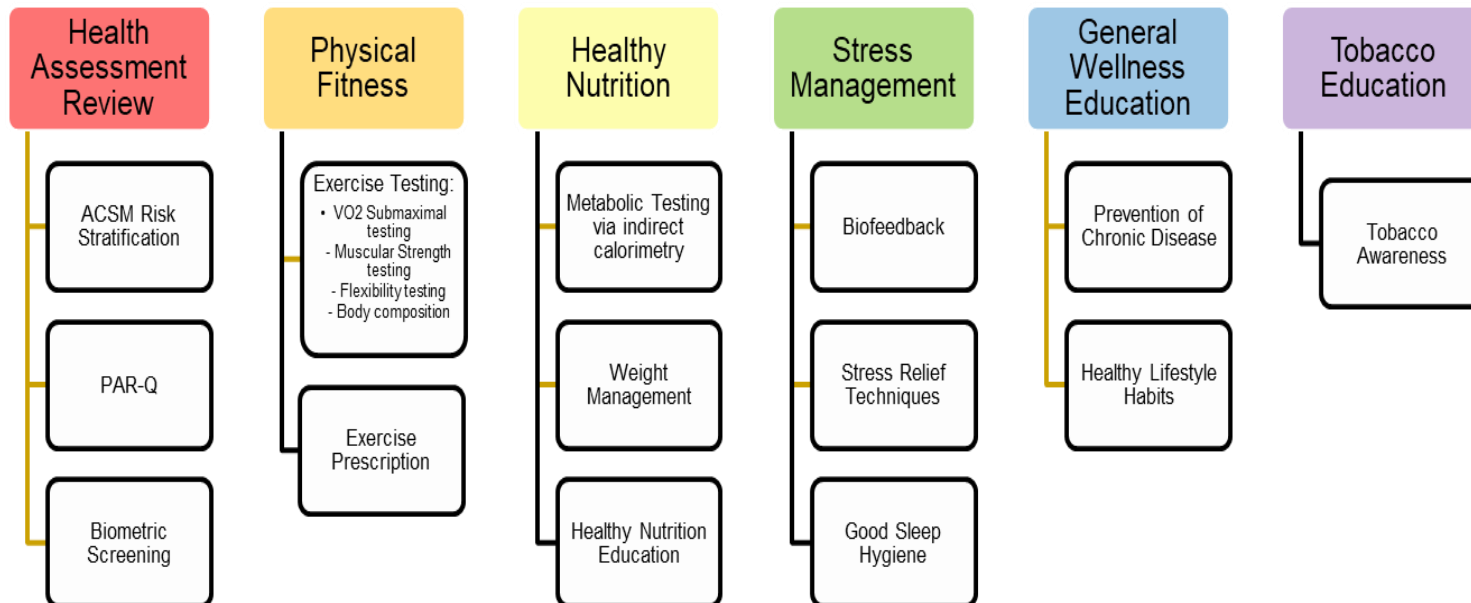 Health
Assessment
Review
ACSM Risk
Stratification
PAR-Q
Biometric
Screening
Physical
Fitness
Exercise Testing:
• VO2 Submaximal
testing
- Muscular Strength
testing
- Flexibility testing
- Body composition
Exercise
Prescription
Healthy
Nutrition
Metabolic Testing
via indirect
calorimetry
Weight
Management
Healthy Nutrition
Education
Stress
Management
Biofeedback
Stress Relief
Techniques
Good Sleep
Hygiene
General
Wellness
Education
Prevention of
Chronic Disease
Healthy Lifestyle
Habits
Tobacco
Education
Tobacco
Awareness